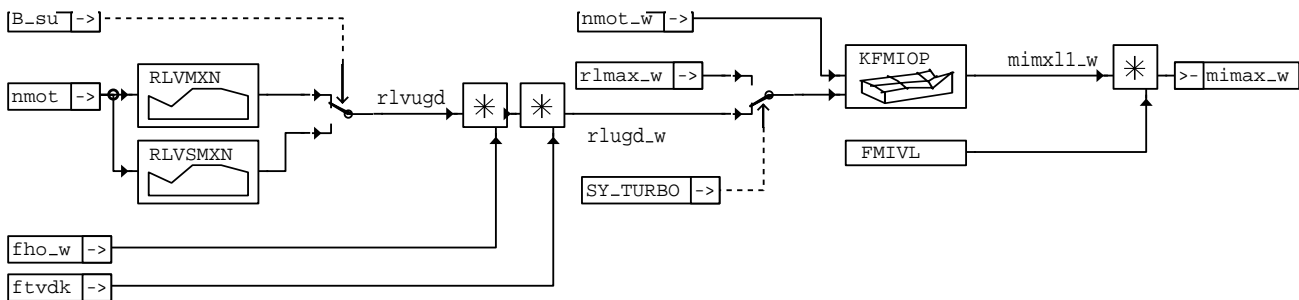 B_su ->
nmot_w ->
RLVMXN
KFMIOP
rlmax_w ->
mimxl1_w
nmot ->
rlvugd
* * *
>- mimax_w
rlugd_w
RLVSMXN
FMIVL
SY_TURBO ->
fho_w ->
ftvdk ->